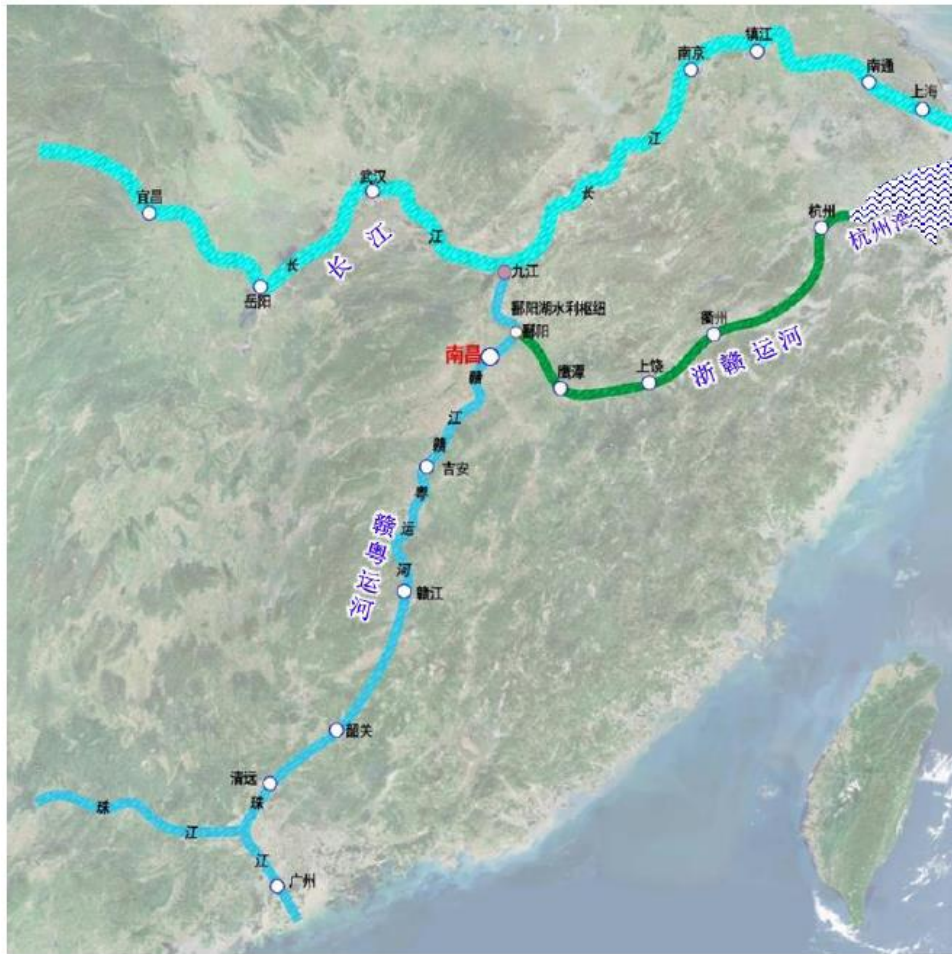 镇江
南京
南通
上海
江
长
武汉
宜昌
杭州
杭州湾
江
长江
长
岳阳
九江
鄱阳湖水利枢纽
鄱阳
衢州
浙赣运河
南昌
赣
鹰潭
上饶
江
赣
吉安
粤
运
赣粤运河
河
赣江
韶关
清远
珠
珠
江
江
广州